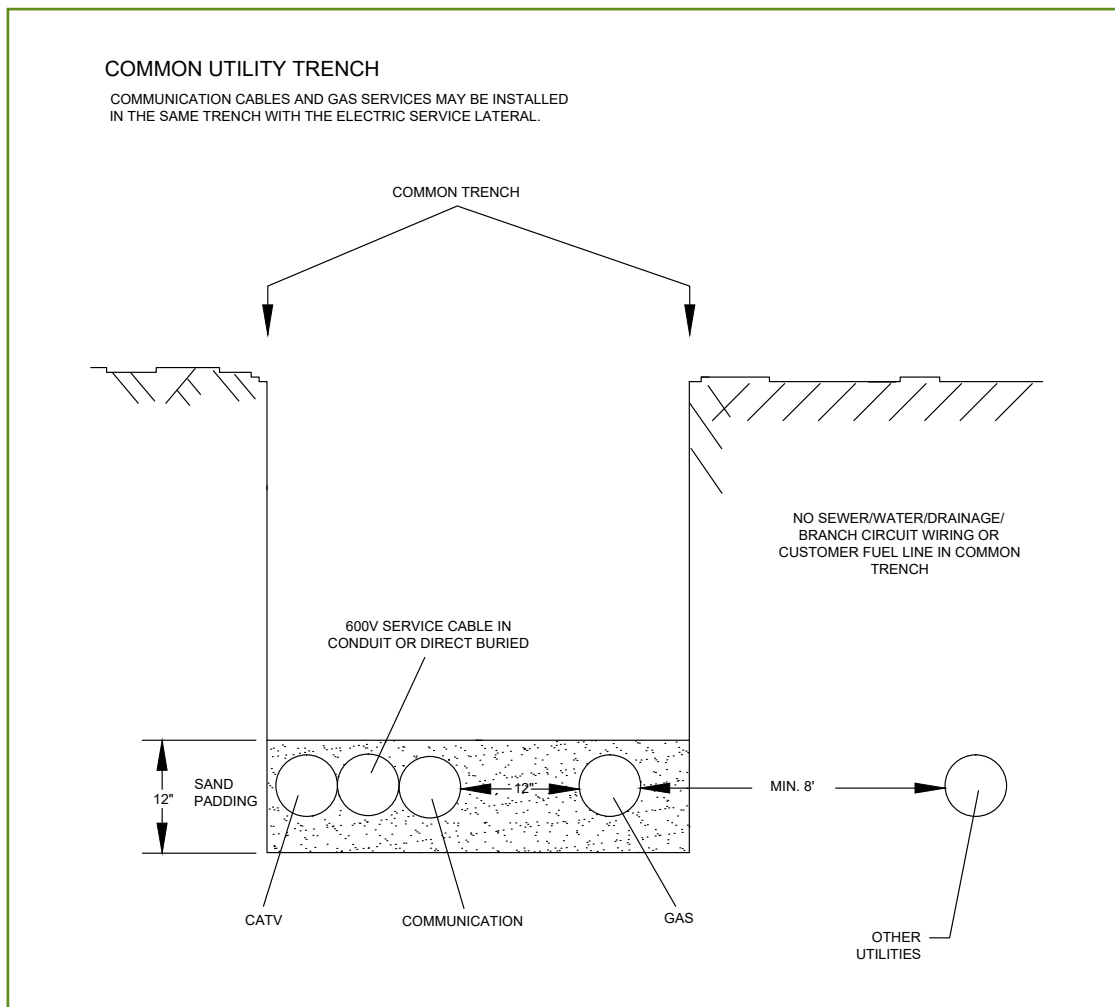 COMMON UTILITY TRENCH
COMMUNICATION CABLES AND GAS SERVICES MAY BE INSTALLED
IN THE SAME TRENCH WITH THE ELECTRIC SERVICE LATERAL.
COMMON TRENCH
NO SEWER/WATER/DRAINAGE/
BRANCH CIRCUIT WIRING OR
CUSTOMER FUEL LINE IN COMMON
TRENCH
600V SERVICE CABLE IN
CONDUIT OR DIRECT BURIED
12"
SAND
PADDING
12"
MIN. 8'
CATV
COMMUNICATION
GAS
OTHER
UTILITIES